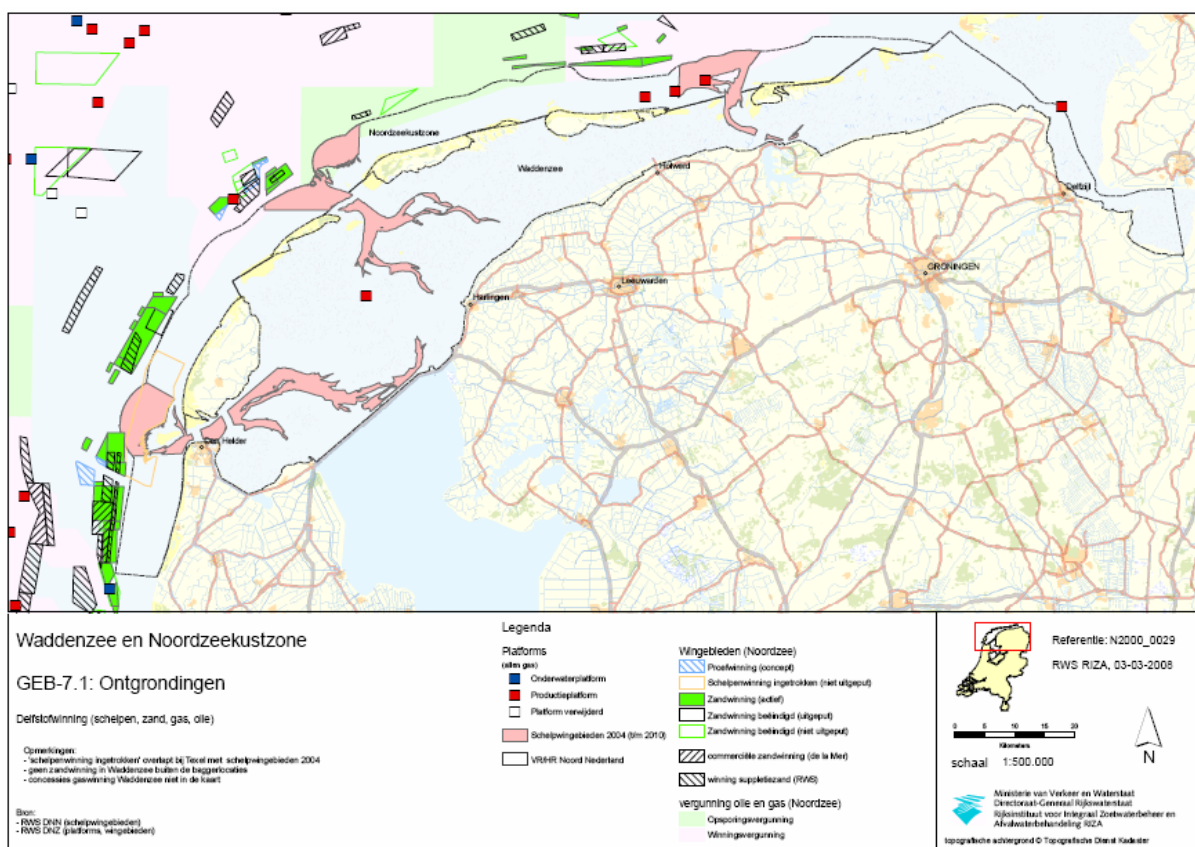 Noordzeekustzone
Waddenzee
Holwerd
Delfzijl
GRONINGEN
Leeuwarden
Harlingen
Den Helder
Waddenzee en Noordzeekustzone
GEB-7.1: Ontgrondingen
Delfstofwinning (schelpen, zand, gas, olie)
Opmerkingen:
- 'schelpenwinning ingetrokken' overlapt bij Texel met schelpwingebieden 2004
- geen zandwinning in Waddenzee buiten de baggerlocaties
- concessies gaswinning Waddenzee niet in de kaart
Bron:
- RWS DNN (schelpwingebieden)
- RWS DNZ (platforms, wingebieden)
Legenda
Platforms
(allen gas)
Onderwaterplatform
Productieplatform
Platform verwijderd
Schelpwingebieden 2004 (t/m 2010)
VR/HR Noord Nederland
Wingebieden (Noordzee)
Proefwinning (concept)
Schelpenwinning ingetrokken (niet uitgeput)
Zandwinning (actief)
Zandwinning beëindigd (uitgeput)
Zandwinning beëindigd (niet uitgeput)
commerciële zandwinning (de la Mer)
winning suppletiezand (RWS)
vergunning olie en gas (Noordzee)
Opsporingsvergunning
Winningsvergunning
Referentie: N2000_0029
RWS RIZA, 03-03-2008
0 5 10 15 20
Kilometers
schaal 1:500.000
N
Ministerie van Verkeer en Waterstaat
Directoraat-Generaal Rijkswaterstaat
Rijksinstituut voor Integraal Zoetwaterbeheer en
Afvalwaterbehandeling RIZA
topografische achtergrond © Topografische Dienst Kadaster